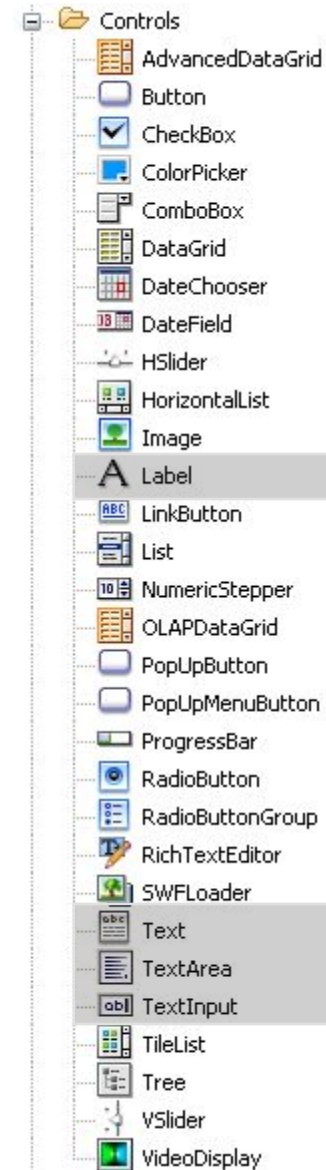 Controls
AdvancedDataGrid
Button
CheckBox
ColorPicker
ComboBox
DataGrid
DateChooser
DateField
HSlider
HorizontalList
Image
Label
LinkButton
List
NumericStepper
OLAPDataGrid
PopUpButton
PopUpMenuButton
ProgressBar
RadioButton
RadioButtonGroup
RichTextEditor
SWFLoader
Text
TextArea
TextInput
TileList
Tree
VSlider
VideoDisplay